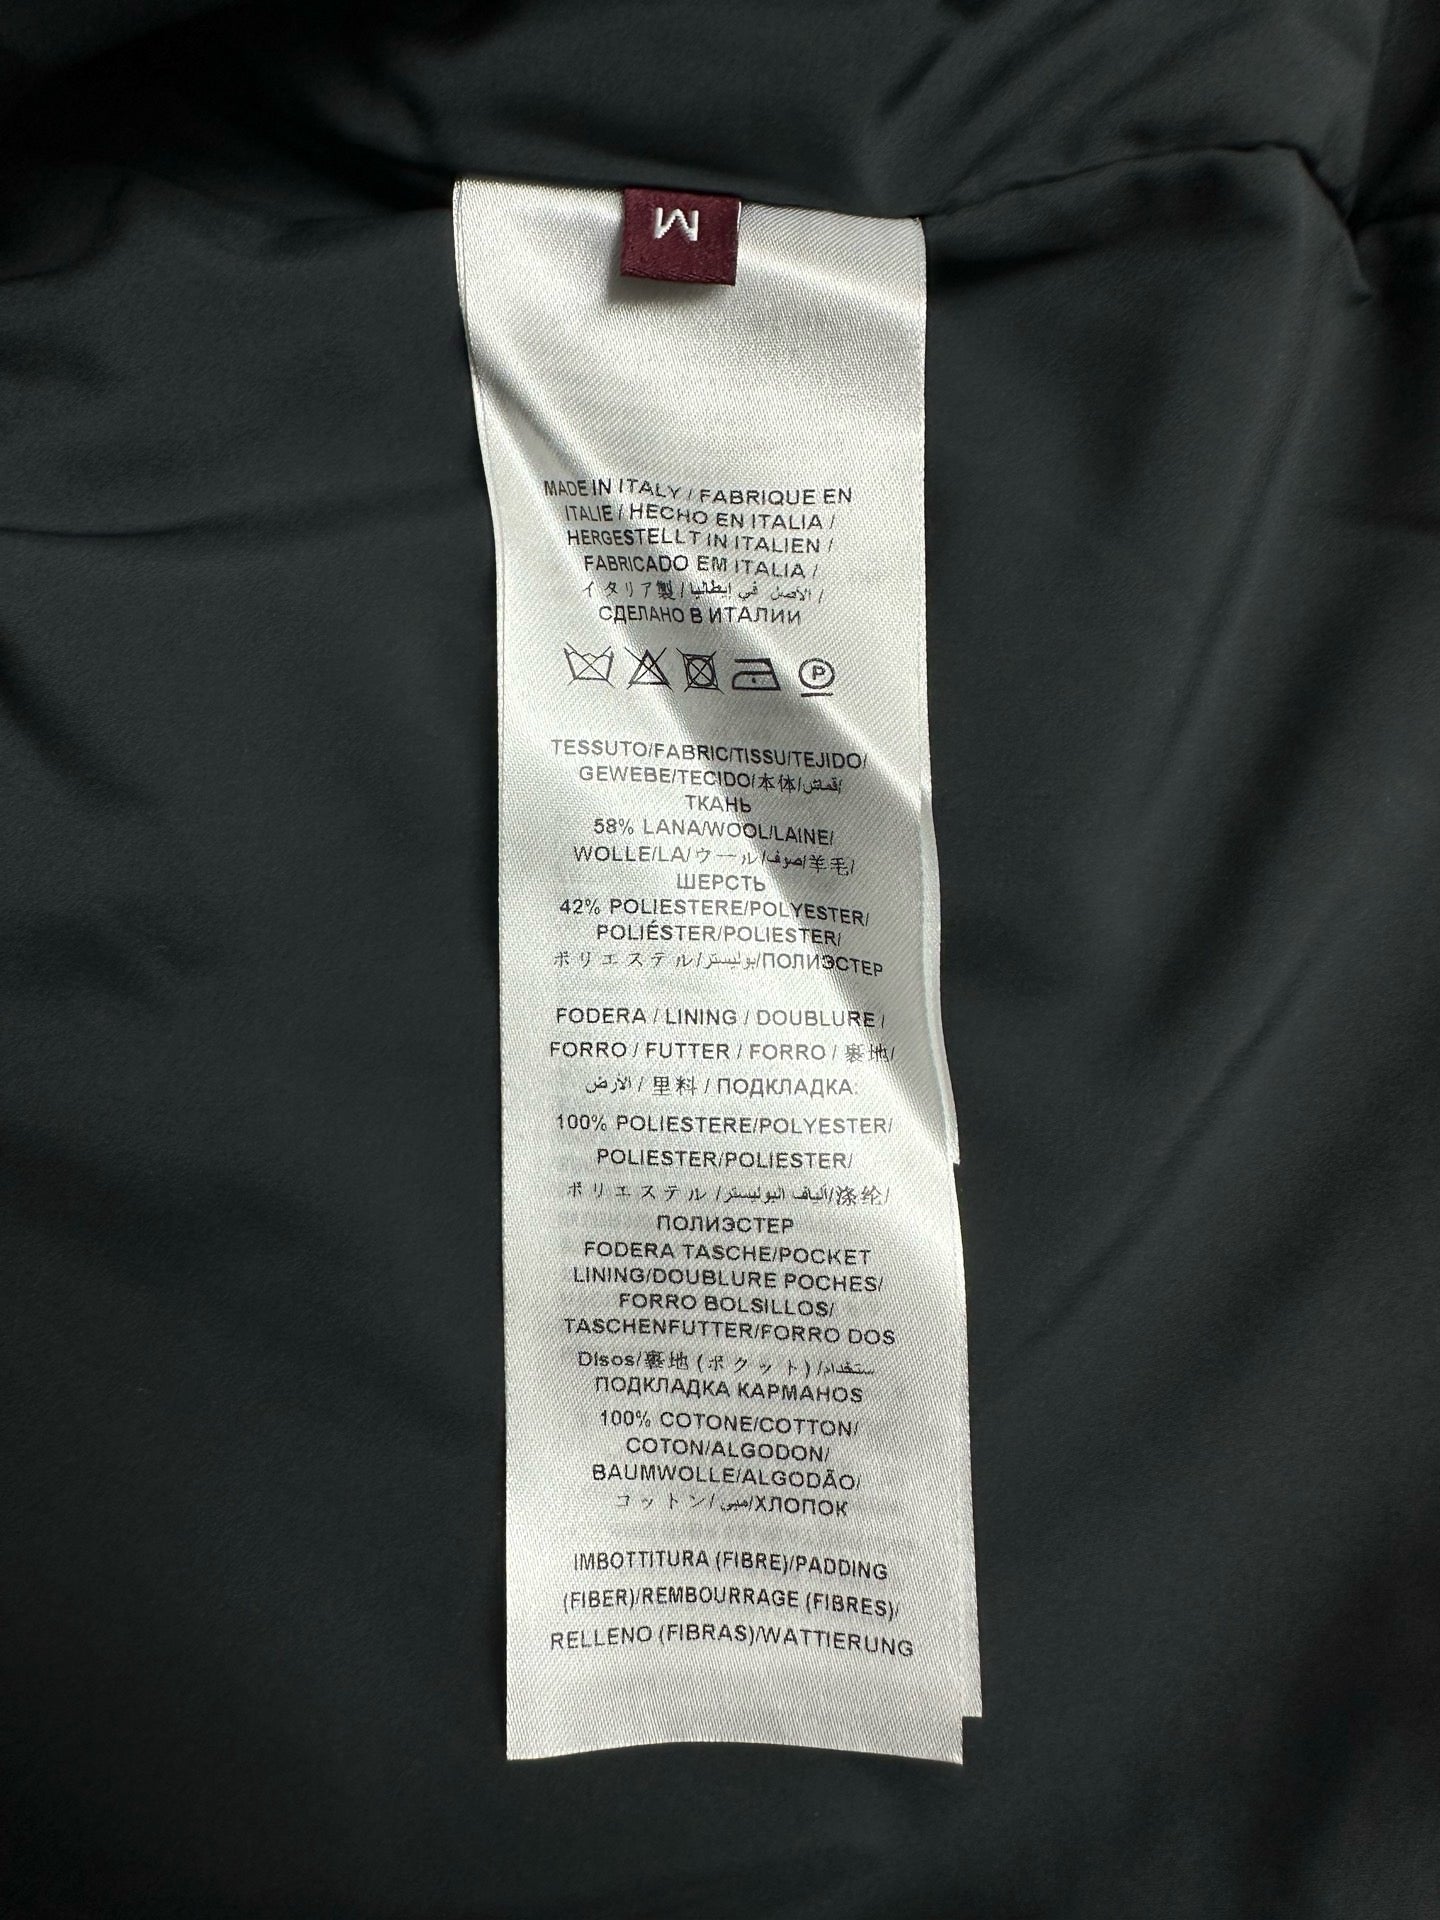 M
MADE IN ITALY / FABRIQUE EN
ITALIE / HECHO EN ITALIA /
HERGESTELLT IN ITALIEN /
FABRICADO EM ITALIA /
イタリア製 / الأصل في إيطاليا /
СДЕЛАНО В ИТАЛИИ
P
TESSUTO/FABRIC/TISSU/TEJIDO/
GEWEBE/TECIDO/本体/قماش/
ТКАНЬ
58% LANA/WOOL/LAINE/
WOLLE/LA/ウール/صوف/羊毛/
ШЕРСТЬ
42% POLIESTERE/POLYESTER/
POLIÉSTER/POLIESTER/
ポリエステル/بوليستر/ПОЛИЭСТЕР
FODERA / LINING / DOUBLURE /
FORRO / FUTTER / FORRO / 裏地/
الأرض / 里料 / ПОДКЛАДКА:
100% POLIESTERE/POLYESTER/
POLIESTER/POLIESTER/
ポリエステル /ألياف البوليستر/涤纶/
ПОЛИЭСТЕР
FODERA TASCHE/POCKET
LINING/DOUBLURE POCHES/
FORRO BOLSILLOS/
TASCHENFUTTER/FORRO DOS
Disos/裏地 (ポクット) /ستخدام/
ПОДКЛАДКА КАРМАНОS
100% COTONE/COTTON/
COTON/ALGODON/
BAUMWOLLE/ALGODÃO/
コットン/ /ХЛОПОК
IMBOTTITURA (FIBRE)/PADDING
(FIBER)/REMBOURRAGE (FIBRES)/
RELLENO (FIBRAS)/WATTIERUNG